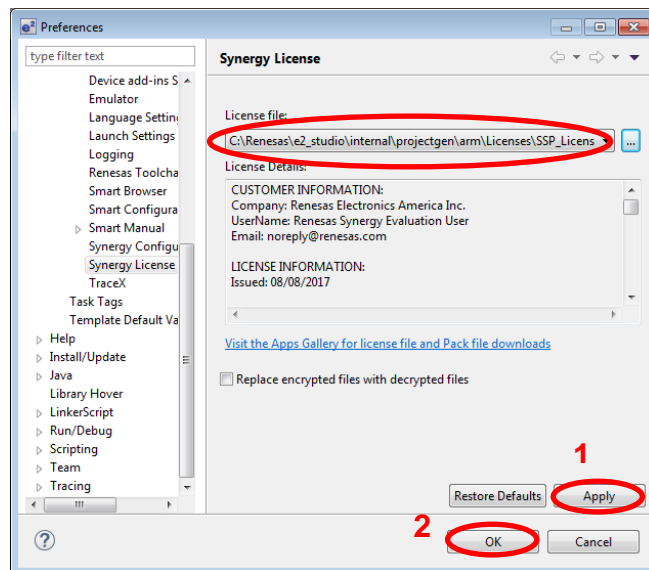 e² Preferences
type filter text
Device add-ins S
Emulator
Language Setting
Launch Settings
Logging
Renesas Toolcha
Smart Browser
Smart Configura
Smart Manual
Synergy Configu
Synergy License
TraceX
Task Tags
Template Default Va
Help
Install/Update
Java
Library Hover
LinkerScript
Run/Debug
Scripting
Team
Tracing
Synergy License
License file:
C:\Renesas\e2_studio\internal\projectgen\arm\Licenses\SSP_Licens
...
License Details:
CUSTOMER INFORMATION:
Company: Renesas Electronics America Inc.
UserName: Renesas Synergy Evaluation User
Email: noreply@renesas.com
LICENSE INFORMATION:
Issued: 08/08/2017
Visit the Apps Gallery for license file and Pack file downloads
Replace encrypted files with decrypted files
1
Restore Defaults
Apply
2
OK
Cancel